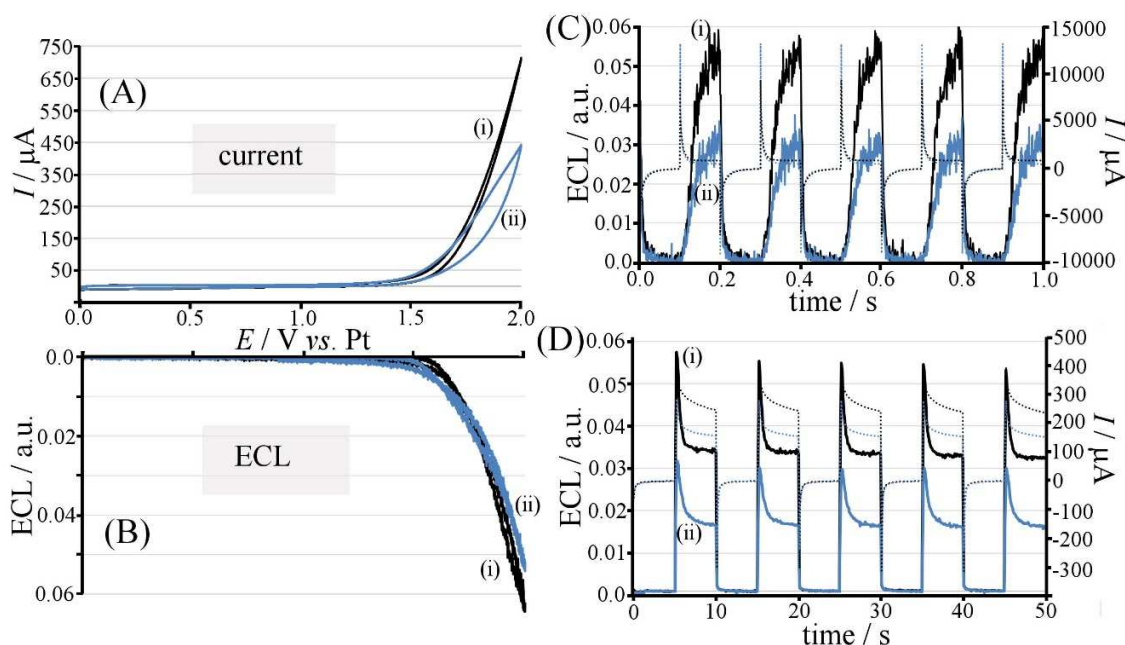 (A)
750
650
550
450
350
250
150
50
I / μA
current
(i)
(ii)
0.0 0.5 1.0 1.5 2.0
E / V vs. Pt
(B)
0.0
0.02
0.04
0.06
ECL / a.u.
ECL
(ii)
(i)
(C)
0.06
0.05
0.04
0.03
0.02
0.01
0.0
ECL / a.u.
(i)
(ii)
15000
10000
5000
0
-5000
-10000
I / μA
0.0 0.2 0.4 0.6 0.8 1.0
time / s
(D)
0.06
0.05
0.04
0.03
0.02
0.01
0.0
ECL / a.u.
(i)
(ii)
500
400
300
200
100
0
-100
-200
-300
-400
I / μA
0 10 20 30 40 50
time / s